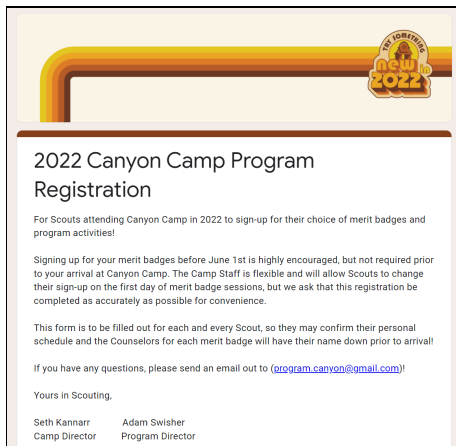 TRY SOMETHING
new in
2022
2022 Canyon Camp Program
Registration
For Scouts attending Canyon Camp in 2022 to sign-up for their choice of merit badges and
program activities!
Signing up for your merit badges before June 1st is highly encouraged, but not required prior
to your arrival at Canyon Camp. The Camp Staff is flexible and will allow Scouts to change
their sign-up on the first day of merit badge sessions, but we ask that this registration be
completed as accurately as possible for convenience.
This form is to be filled out for each and every Scout, so they may confirm their personal
schedule and the Counselors for each merit badge will have their name down prior to arrival!
If you have any questions, please send an email out to (program.canyon@gmail.com)!
Yours in Scouting,
Seth Kannarr Adam Swisher
Camp Director Program Director